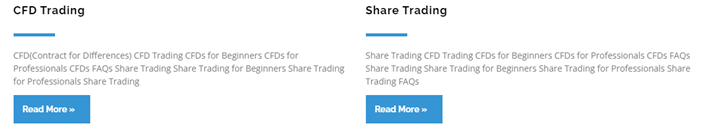 CFD Trading
CFD(Contract for Differences) CFD Trading CFDs for Beginners CFDs for
Professionals CFDs FAQs Share Trading Share Trading for Beginners Share Trading
for Professionals Share Trading
Read More »
Share Trading
Share Trading CFD Trading CFDs for Beginners CFDs for Professionals CFDs FAQs
Share Trading Share Trading for Beginners Share Trading for Professionals Share
Trading FAQs
Read More »